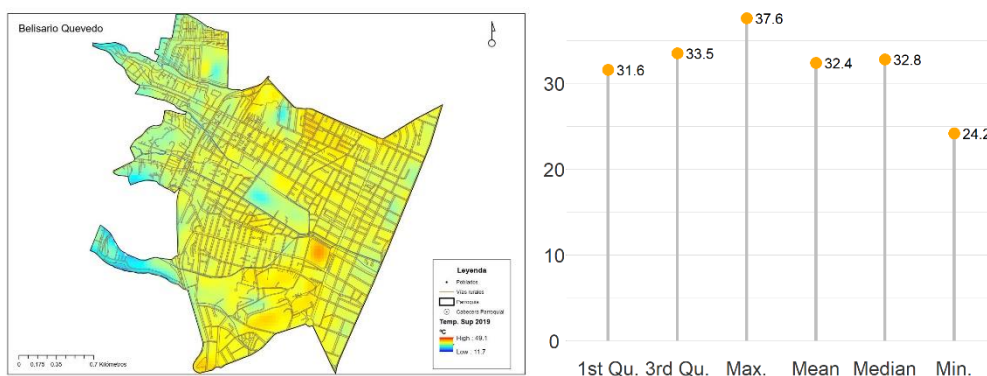 Belisario Quevedo
Leyenda
Poblados
Vías rurales
Parroquia
Cabecera Parroquial
Temp. Sup 2019
°C
High : 49.1
Low : 11.7
0 0.175 0.35 0.7 Kilómetros
30
20
10
0
31.6
33.5
37.6
32.4
32.8
24.2
1st Qu. 3rd Qu. Max. Mean Median Min.